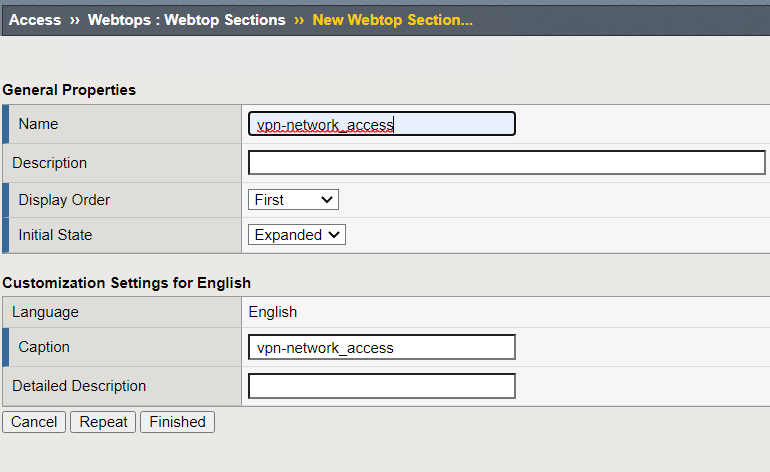 Access ›› Webtops : Webtop Sections ›› New Webtop Section...
General Properties
Name vpn-network_access
Description
Display Order First
Initial State Expanded
Customization Settings for English
Language English
Caption vpn-network_access
Detailed Description
Cancel Repeat Finished